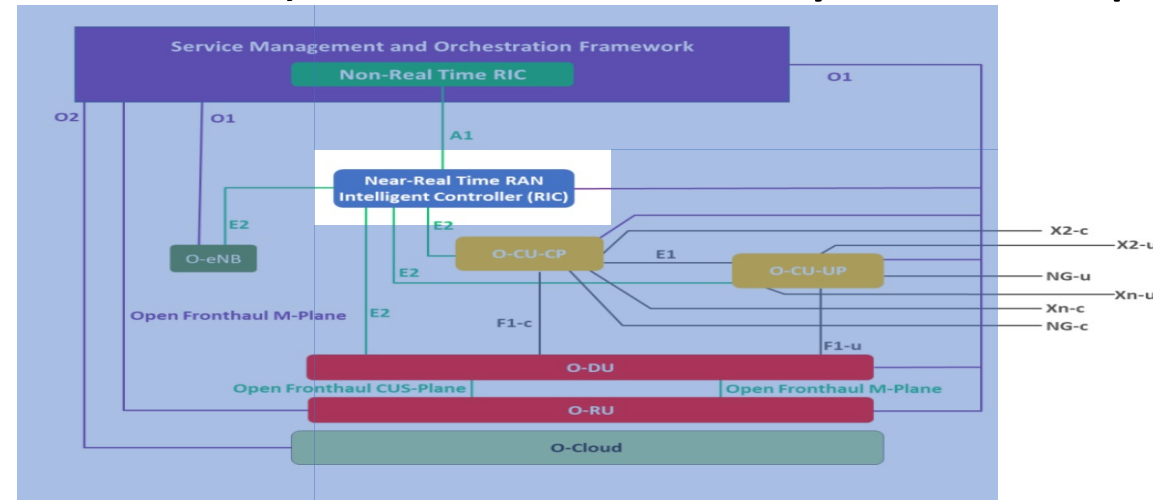 Service Management and Orchestration Framework
Non-Real Time RIC
O1
O2
O1
A1
Near-Real Time RAN
Intelligent Controller (RIC)
E2
E2
O-eNB
O-CU-CP
E1
O-CU-UP
X2-c
X2-u
NG-u
Xn-u
Xn-c
NG-c
E2
Open Fronthaul M-Plane
E2
F1-c
F1-u
O-DU
Open Fronthaul CUS-Plane
Open Fronthaul M-Plane
O-RU
O-Cloud